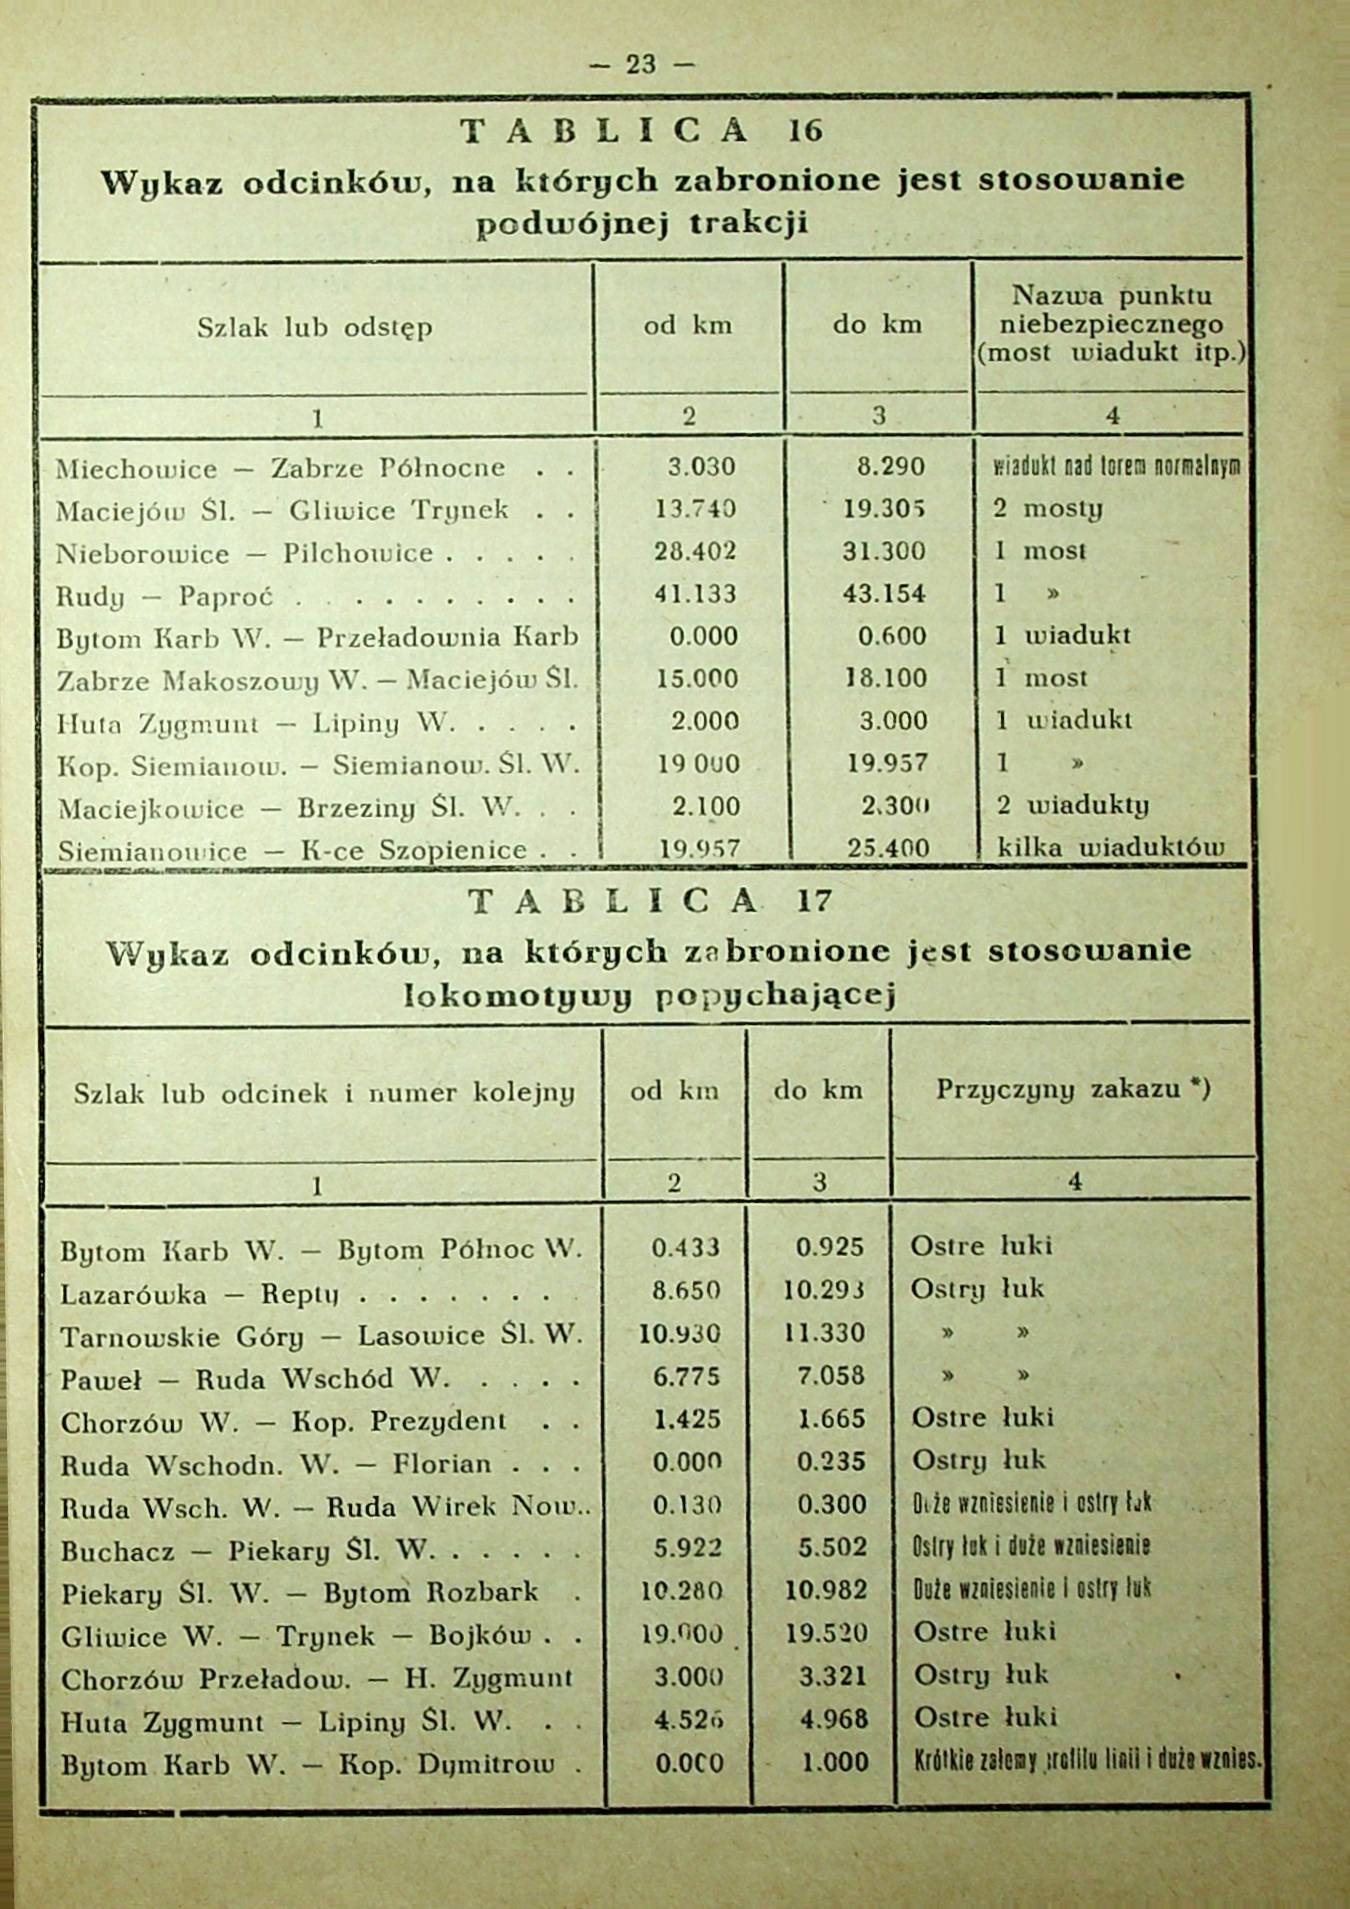 — 23 —
TABLICA 16
Wykaz odcinków, na których zabronione jest stosowanie
podwójnej trakcji
Szlak lub odstęp od km do km Nazwa punktu niebezpiecznego (most wiadukt itp.)
1 2 3 4
Miechowice — Zabrze Północne . . 3.030 8.290 wiadukt nad torem normalnym
Maciejów Śl. — Gliwice Trynek . . 13.740 19.305 2 mosty
Nieborowice — Pilchowice . . . . . 28.402 31.300 1 most
Rudy — Paproć . . . . . . . . . . 41.133 43.154 1 »
Bytom Karb W. — Przeładownia Karb 0.000 0.600 1 wiadukt
Zabrze Makoszowy W. — Maciejów Śl. 15.000 18.100 1 most
Huta Zygmunt — Lipiny W. . . . . 2.000 3.000 1 wiadukt
Kop. Siemianow. — Siemianow. Śl. W. 19 000 19.957 1 »
Maciejkowice — Brzeziny Śl. W. . . 2.100 2.300 2 wiadukty
Siemianowice — K-ce Szopienice . . 19.957 25.400 kilka wiaduktów
TABLICA 17
Wykaz odcinków, na których zabronione jest stosowanie
lokomotywy popychającej
Szlak lub odcinek i numer kolejny od km do km Przyczyny zakazu *)
1 2 3 4
Bytom Karb W. — Bytom Północ W. 0.433 0.925 Ostre łuki
Lazarówka — Repty . . . . . . . . 8.650 10.293 Ostry łuk
Tarnowskie Góry — Lasowice Śl. W. 10.930 11.330 » »
Paweł — Ruda Wschód W. . . . . 6.775 7.058 » »
Chorzów W. — Kop. Prezydent . . 1.425 1.665 Ostre łuki
Ruda Wschodn. W. — Florian . . . 0.000 0.235 Ostry łuk
Ruda Wsch. W. — Ruda Wirek Now.. 0.130 0.300 Duże wzniesienie i ostry łuk
Buchacz — Piekary Śl. W. . . . . . 5.922 5.502 Ostry łuk i duże wzniesienie
Piekary Śl. W. — Bytom Rozbark . 10.280 10.982 Duże wzniesienie i ostry łuk
Gliwice W. — Trynek — Bojków . . 19.000 19.520 Ostre łuki
Chorzów Przeładow. — H. Zygmunt 3.000 3.321 Ostry łuk
Huta Zygmunt — Lipiny Śl. W. . . 4.526 4.968 Ostre łuki
Bytom Karb W. — Kop. Dymitrow . 0.000 1.000 Krótkie załomy profilu linii i duże wznies.